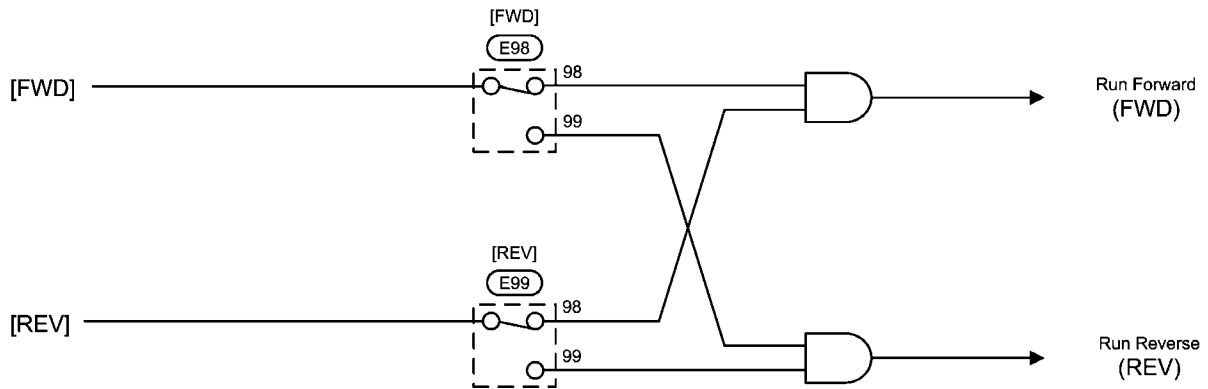 [FWD]
E98
[FWD]
98
99
Run Forward
(FWD)
[REV]
E99
[REV]
98
99
Run Reverse
(REV)